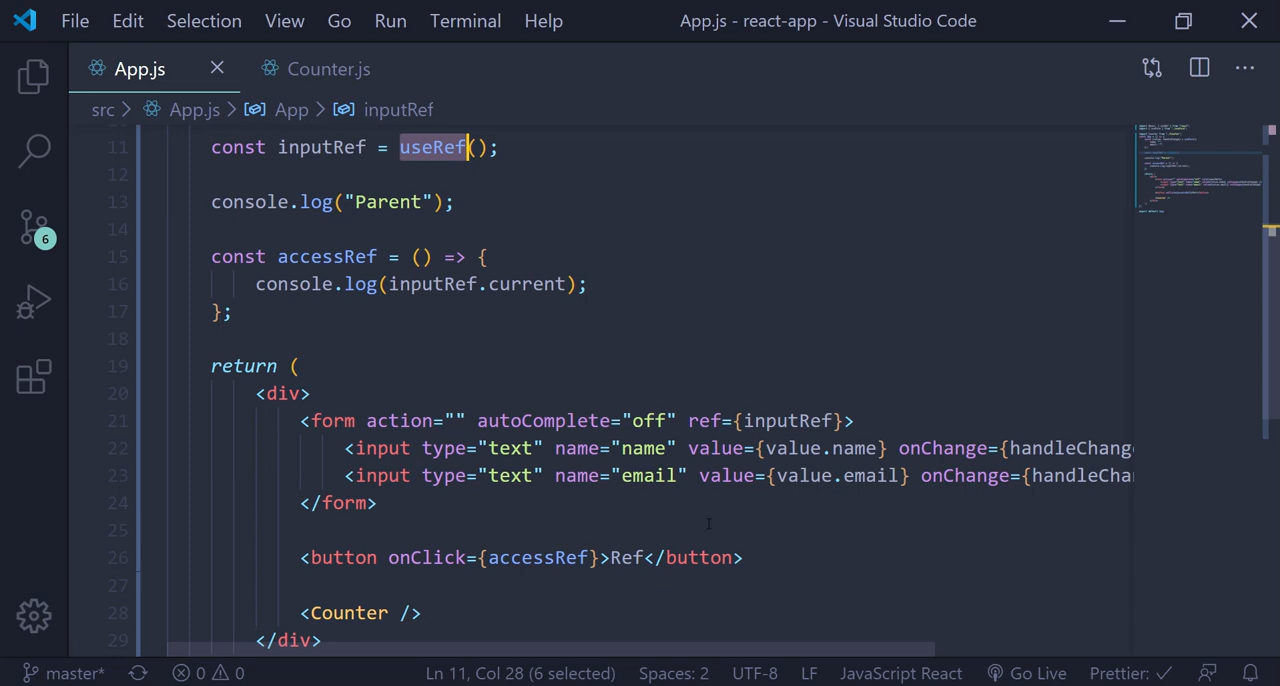 File Edit Selection View Go Run Terminal Help App.js - react-app - Visual Studio Code
App.js Counter.js
src > App.js > App > inputRef
11 const inputRef = useRef();
12
13 console.log("Parent");
14
15 const accessRef = () => {
16 console.log(inputRef.current);
17 };
18
19 return (
20 <div>
21 <form action="" autoComplete="off" ref={inputRef}>
22 <input type="text" name="name" value={value.name} onChange={handleChange
23 <input type="text" name="email" value={value.email} onChange={handleChan
24 </form>
25
26 <button onClick={accessRef}>Ref</button>
27
28 <Counter />
29 </div>
6
master* 0 0 Ln 11, Col 28 (6 selected) Spaces: 2 UTF-8 LF JavaScript React Go Live Prettier: ✓